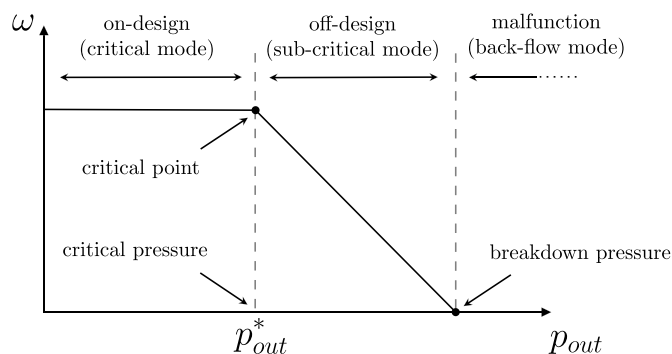 ω
on-design
(critical mode)
off-design
(sub-critical mode)
malfunction
(back-flow mode)
critical point
critical pressure
breakdown pressure
p*out
pout